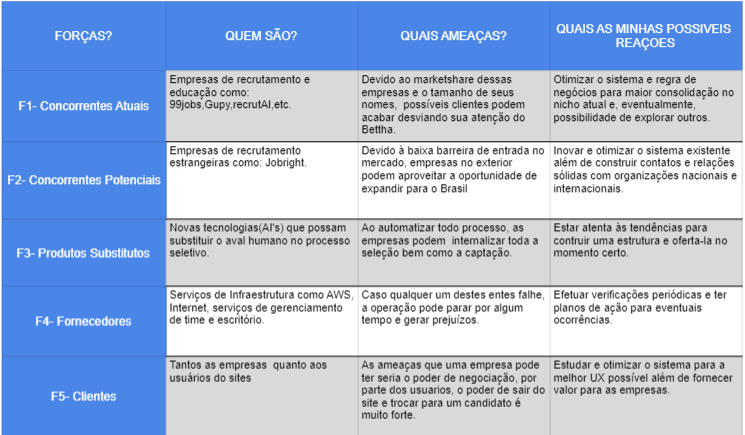 FORÇAS?
QUEM SÃO?
QUAIS AMEAÇAS?
QUAIS AS MINHAS POSSIVEIS
REAÇOES
F1- Concorrentes Atuais
Empresas de recrutamento e
educação como:
99jobs,Gupy,recrutAI,etc.
Devido ao marketshare dessas
empresas e o tamanho de seus
nomes, possíveis clientes podem
acabar desviando sua atenção do
Bettha.
Otimizar o sistema e regra de
negócios para maior consolidação no
nicho atual e, eventualmente,
possibilidade de explorar outros.
F2- Concorrentes Potenciais
Empresas de recrutamento
estrangeiras como: Jobright.
Devido à baixa barreira de entrada no
mercado, empresas no exterior
podem aproveitar a oportunidade de
expandir para o Brasil
Inovar e otimizar o sistema existente
além de construir contatos e relações
sólidas com organizações nacionais e
internacionais.
F3- Produtos Substitutos
Novas tecnologias(AI's) que possam
substituir o aval humano no processo
seletivo.
Ao automatizar todo processo, as
empresas podem internalizar toda a
seleção bem como a captação.
Estar atenta às tendências para
contruir uma estrutura e oferta-la no
momento certo.
F4- Fornecedores
Serviços de Infraestrutura como AWS,
Internet, serviços de gerenciamento
de time e escritório.
Caso qualquer um destes entes falhe,
a operação pode parar por algum
tempo e gerar prejuízos.
Efetuar verificações periódicas e ter
planos de ação para eventuais
ocorrências.
F5- Clientes
Tantos as empresas quanto aos
usuários do sites
As ameaças que uma empresa pode
ter seria o poder de negociação, por
parte dos usuarios, o poder de sair do
site e trocar para um candidato é
muito forte.
Estudar e otimizar o sistema para a
melhor UX possível além de fornecer
valor para as empresas.